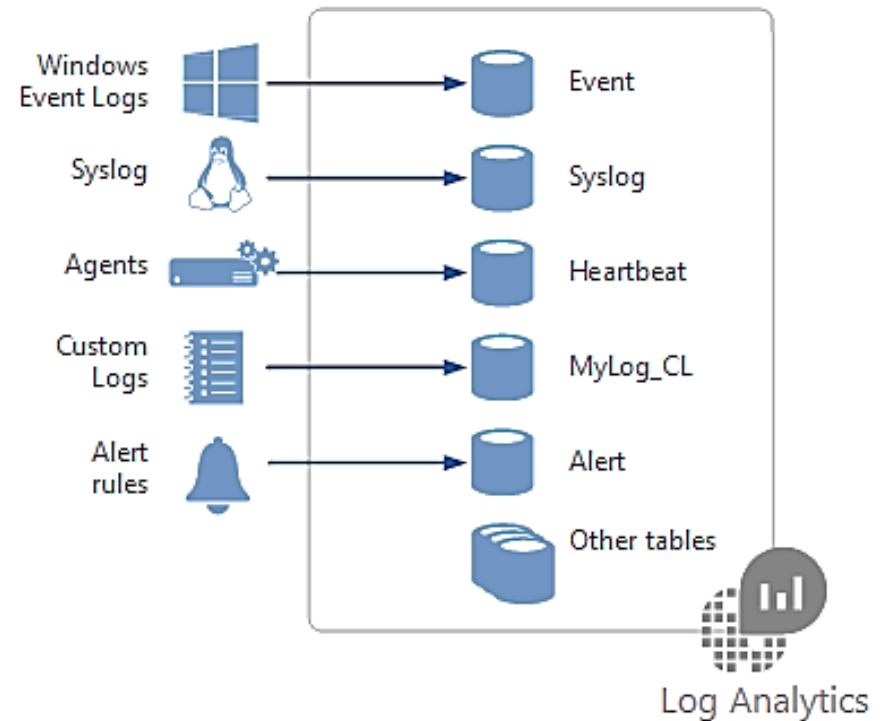 Windows
Event Logs
Event
Syslog
Syslog
Agents
Heartbeat
Custom
Logs
MyLog_CL
Alert
rules
Alert
Other tables
Log Analytics